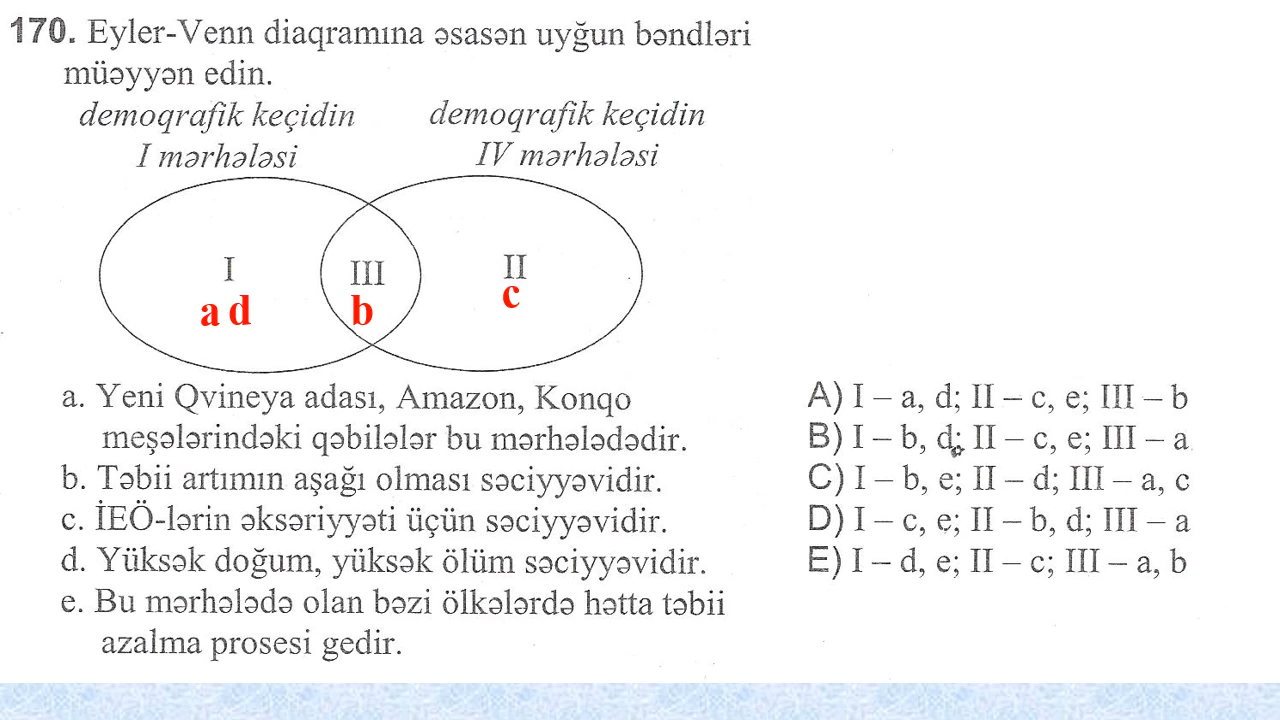 170. Eyler-Venn diaqramına əsasən uyğun bəndləri
müəyyən edin.
demoqrafik keçidin
I mərhələsi
demoqrafik keçidin
IV mərhələsi
I
III
II
a d
b
c
a. Yeni Qvineya adası, Amazon, Konqo
meşələrindəki qəbilələr bu mərhələdədir.
b. Təbii artımın aşağı olması səciyyəvidir.
c. İEÖ-lərin əksəriyyəti üçün səciyyəvidir.
d. Yüksək doğum, yüksək ölüm səciyyəvidir.
e. Bu mərhələdə olan bəzi ölkələrdə hətta təbii
azalma prosesi gedir.
A) I – a, d; II – c, e; III – b
B) I – b, d; II – c, e; III – a
C) I – b, e; II – d; III – a, c
D) I – c, e; II – b, d; III – a
E) I – d, e; II – c; III – a, b